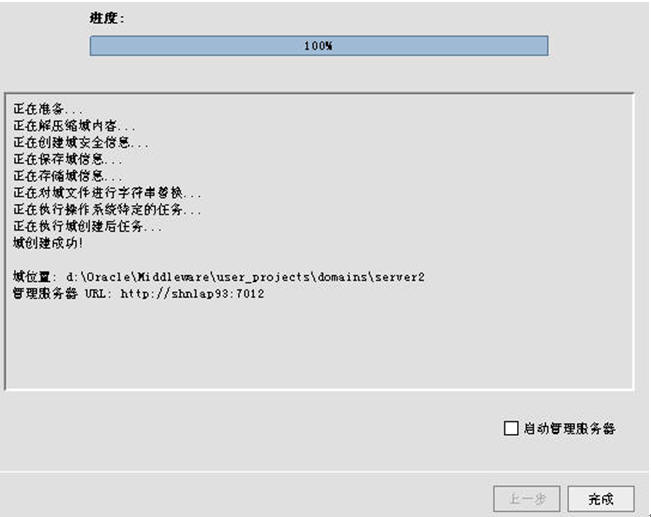 进度:
100%
正在准备...
正在解压缩域内容...
正在创建域安全信息...
正在保存域信息...
正在存储域信息...
正在对域文件进行字符串替换...
正在执行操作系统特定的任务...
正在执行域创建后任务...
域创建成功!
域位置: d:\Oracle\Middleware\user_projects\domains\server2
管理服务器 URL: http://shnlap93:7012
启动管理服务器
上一步
完成